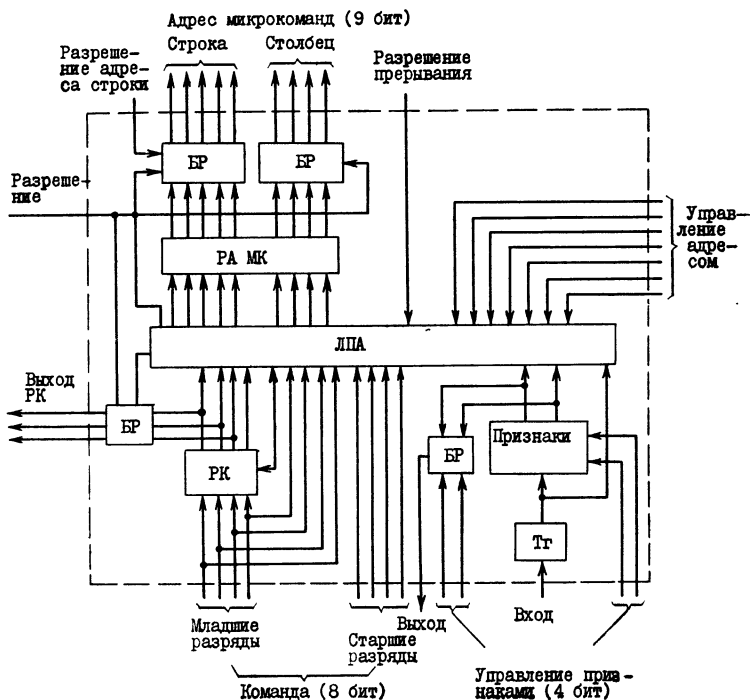 Адрес микрокоманд (9 бит)
Строка
Столбец
Разреше-
ние адре-
са строки
Разрешение
прерывания
БР
БР
Разреше-
ние
Управ-
ление
адре-
сом
РА МК
ЛПА
Выход
РК
БР
РК
БР
Признаки
Тг
Младшие
разряды
Старшие
разряды
Выход
Вход
Команда (8 бит)
Управление приз-
наками (4 бит)